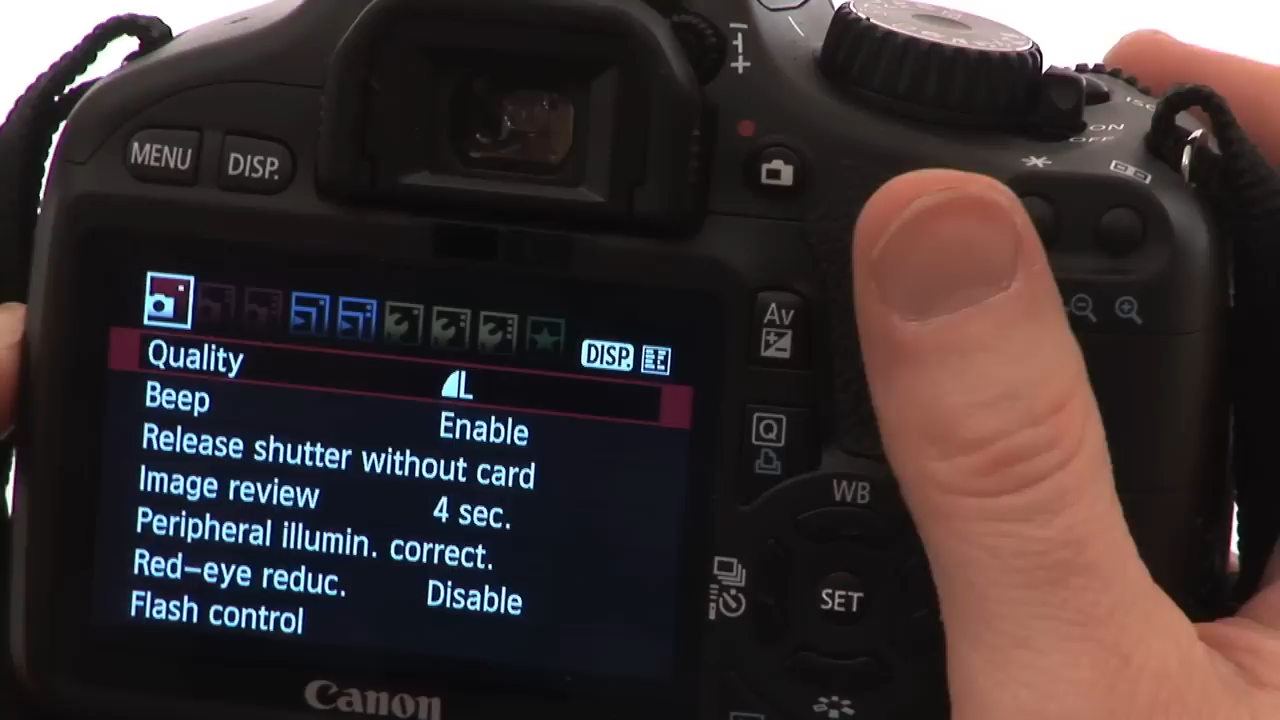 MENU
DISP.
ISO
ON
OFF
DISP.
Quality L
Beep Enable
Release shutter without card
Image review 4 sec.
Peripheral illumin. correct.
Red-eye reduc. Disable
Flash control
Av
Q
WB
SET
Canon